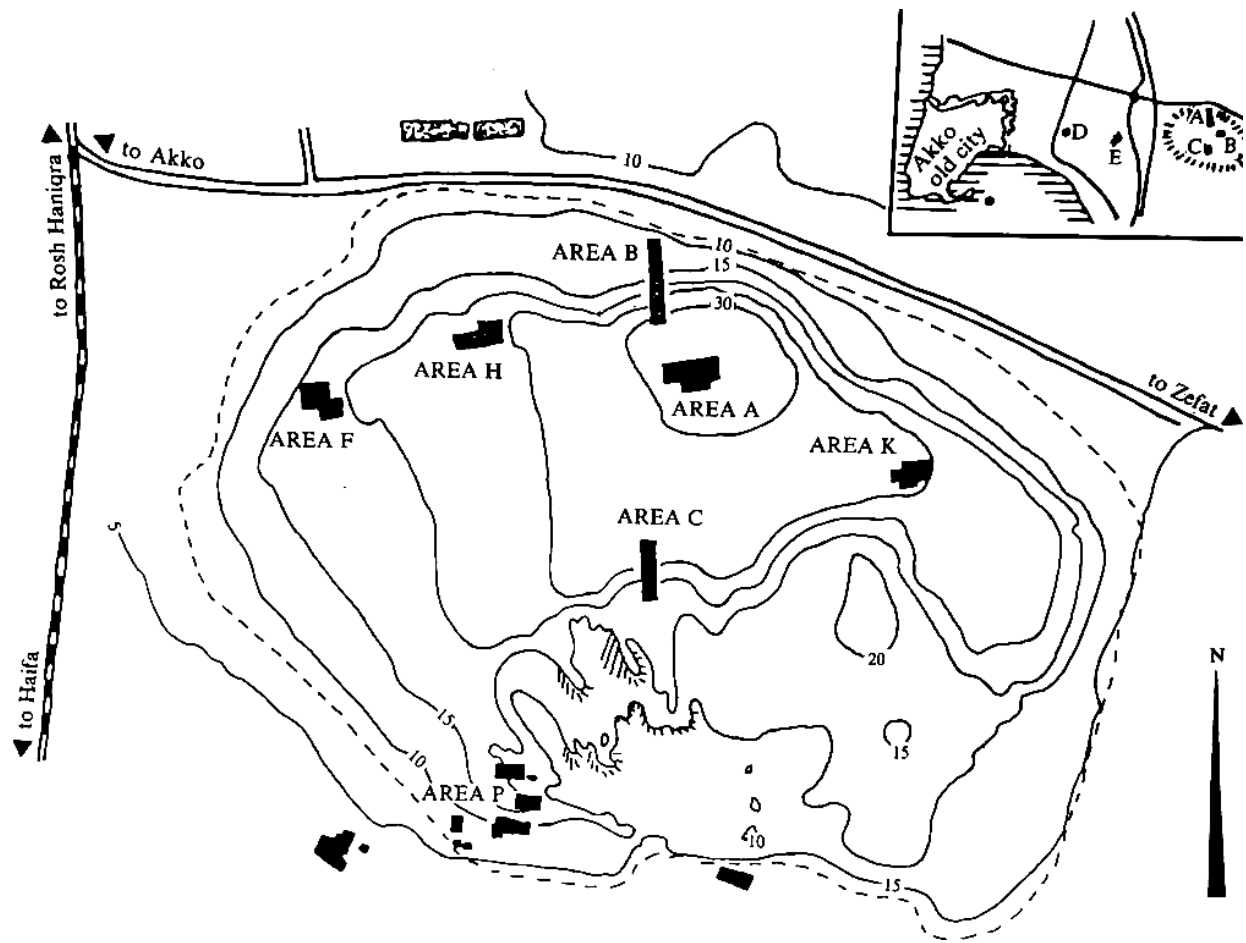 to Akko
to Rosh Haniqra
to Haifa
to Zefat
10
AREA B
10
15
30
AREA H
AREA A
AREA F
AREA K
AREA C
5
20
15
15
10
AREA P
10
15
N
Akko
old city
D
E
A
B
C